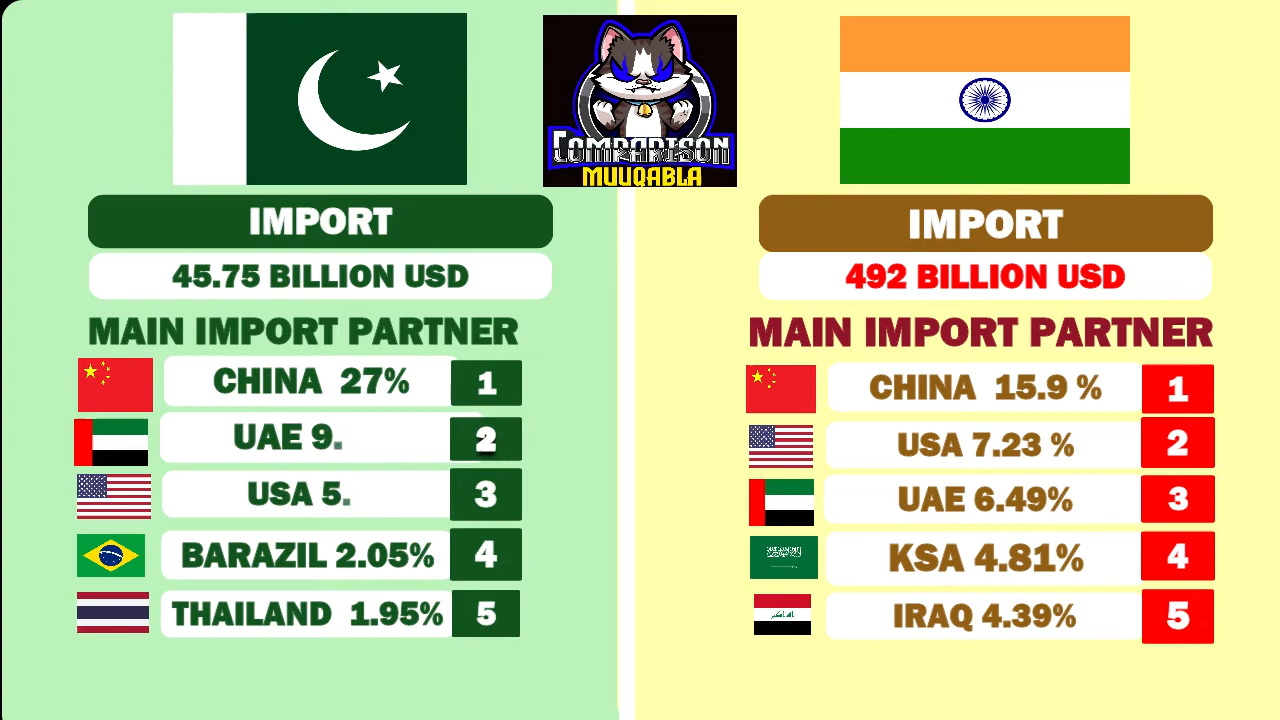 COMPARISON
MUUQABLA
IMPORT
45.75 BILLION USD
MAIN IMPORT PARTNER
CHINA 27% 1
UAE 9. 2
USA 5. 3
BARAZIL 2.05% 4
THAILAND 1.95% 5
IMPORT
492 BILLION USD
MAIN IMPORT PARTNER
CHINA 15.9 % 1
USA 7.23 % 2
UAE 6.49% 3
KSA 4.81% 4
IRAQ 4.39% 5